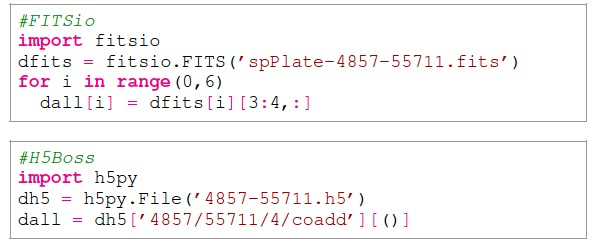 #FITSio
import fitsio
dfits = fitsio.FITS('spPlate-4857-55711.fits')
for i in range(0,6)
  dall[i] = dfits[i][3:4,:]
#H5Boss
import h5py
dh5 = h5py.File('4857-55711.h5')
dall = dh5['4857/55711/4/coadd'][()]